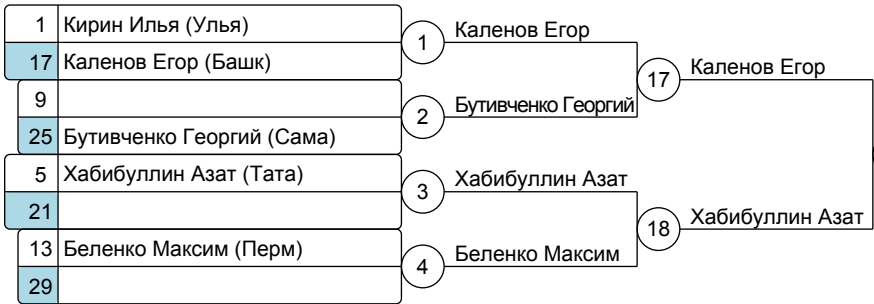 1 Кирин Илья (Улья)
1 Каленов Егор
17 Каленов Егор (Башк)
17 Каленов Егор
9
2 Бутивченко Георгий
25 Бутивченко Георгий (Сама)
5 Хабибуллин Азат (Тата)
3 Хабибуллин Азат
21
18 Хабибуллин Азат
13 Беленко Максим (Перм)
4 Беленко Максим
29